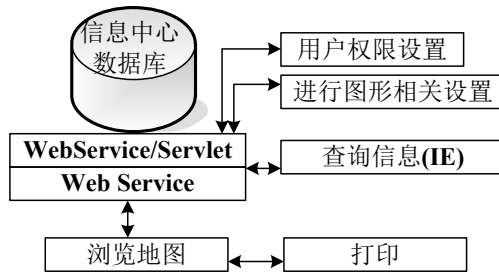 信息中心
数据库
用户权限设置
进行图形相关设置
WebService/Servlet
查询信息(IE)
Web Service
浏览地图
打印